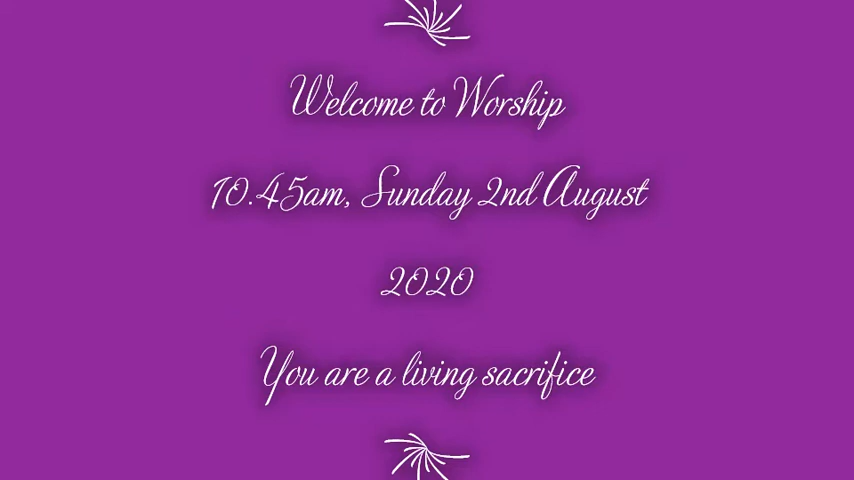 Welcome to Worship
10.45am, Sunday 2nd August
2020
You are a living sacrifice